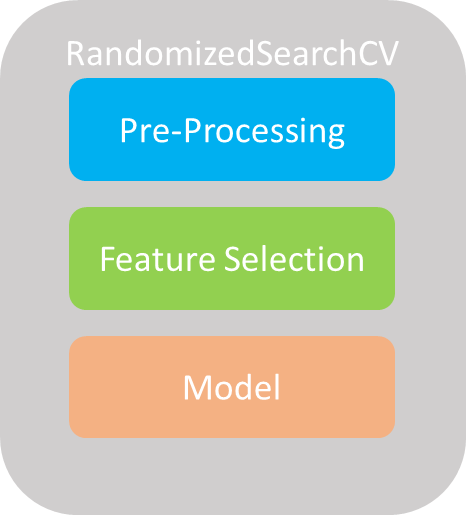 RandomizedSearchCV
Pre-Processing
Feature Selection
Model